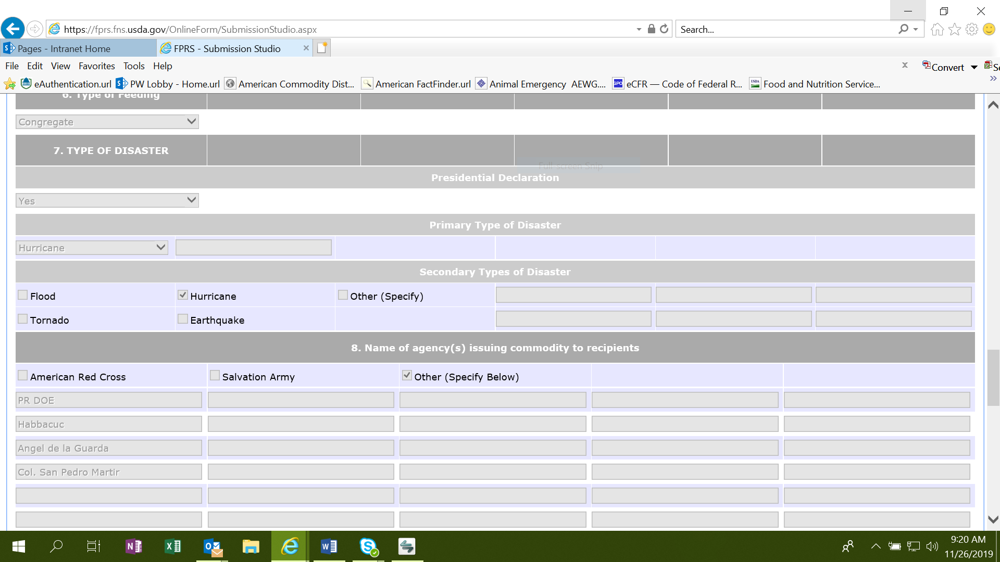 https://fprs.fns.usda.gov/OnlineForm/SubmissionStudio.aspx
Search...
Pages - Intranet Home
FPRS - Submission Studio
File Edit View Favorites Tools Help
Convert
Se
eAuthentication.url PW Lobby - Home.url American Commodity Dist... American FactFinder.url Animal Emergency AEWG.... GPO eCFR — Code of Federal R... USDA Food and Nutrition Service...
6. Type of Feeding
Congregate
7. TYPE OF DISASTER
Full-screen Snip
Presidential Declaration
Yes
Primary Type of Disaster
Hurricane
Secondary Types of Disaster
Flood Hurricane Other (Specify)
Tornado Earthquake
8. Name of agency(s) issuing commodity to recipients
American Red Cross Salvation Army Other (Specify Below)
PR DOE
Habbacuc
Angel de la Guarda
Col. San Pedro Martir
9:20 AM
11/26/2019